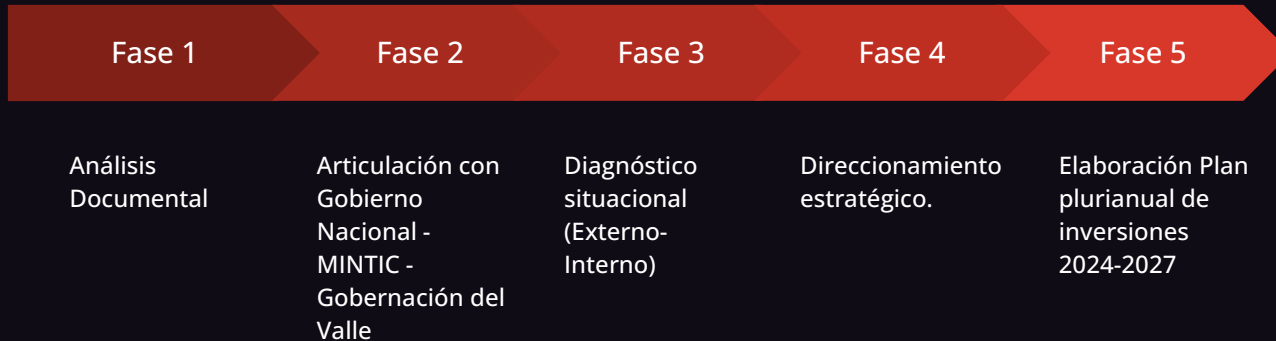 Fase 1
Fase 2
Fase 3
Fase 4
Fase 5
Análisis
Documental
Articulación con
Gobierno
Nacional -
MINTIC -
Gobernación del
Valle
Diagnóstico
situacional
(Externo-
Interno)
Direccionamiento
estratégico.
Elaboración Plan
plurianual de
inversiones
2024-2027